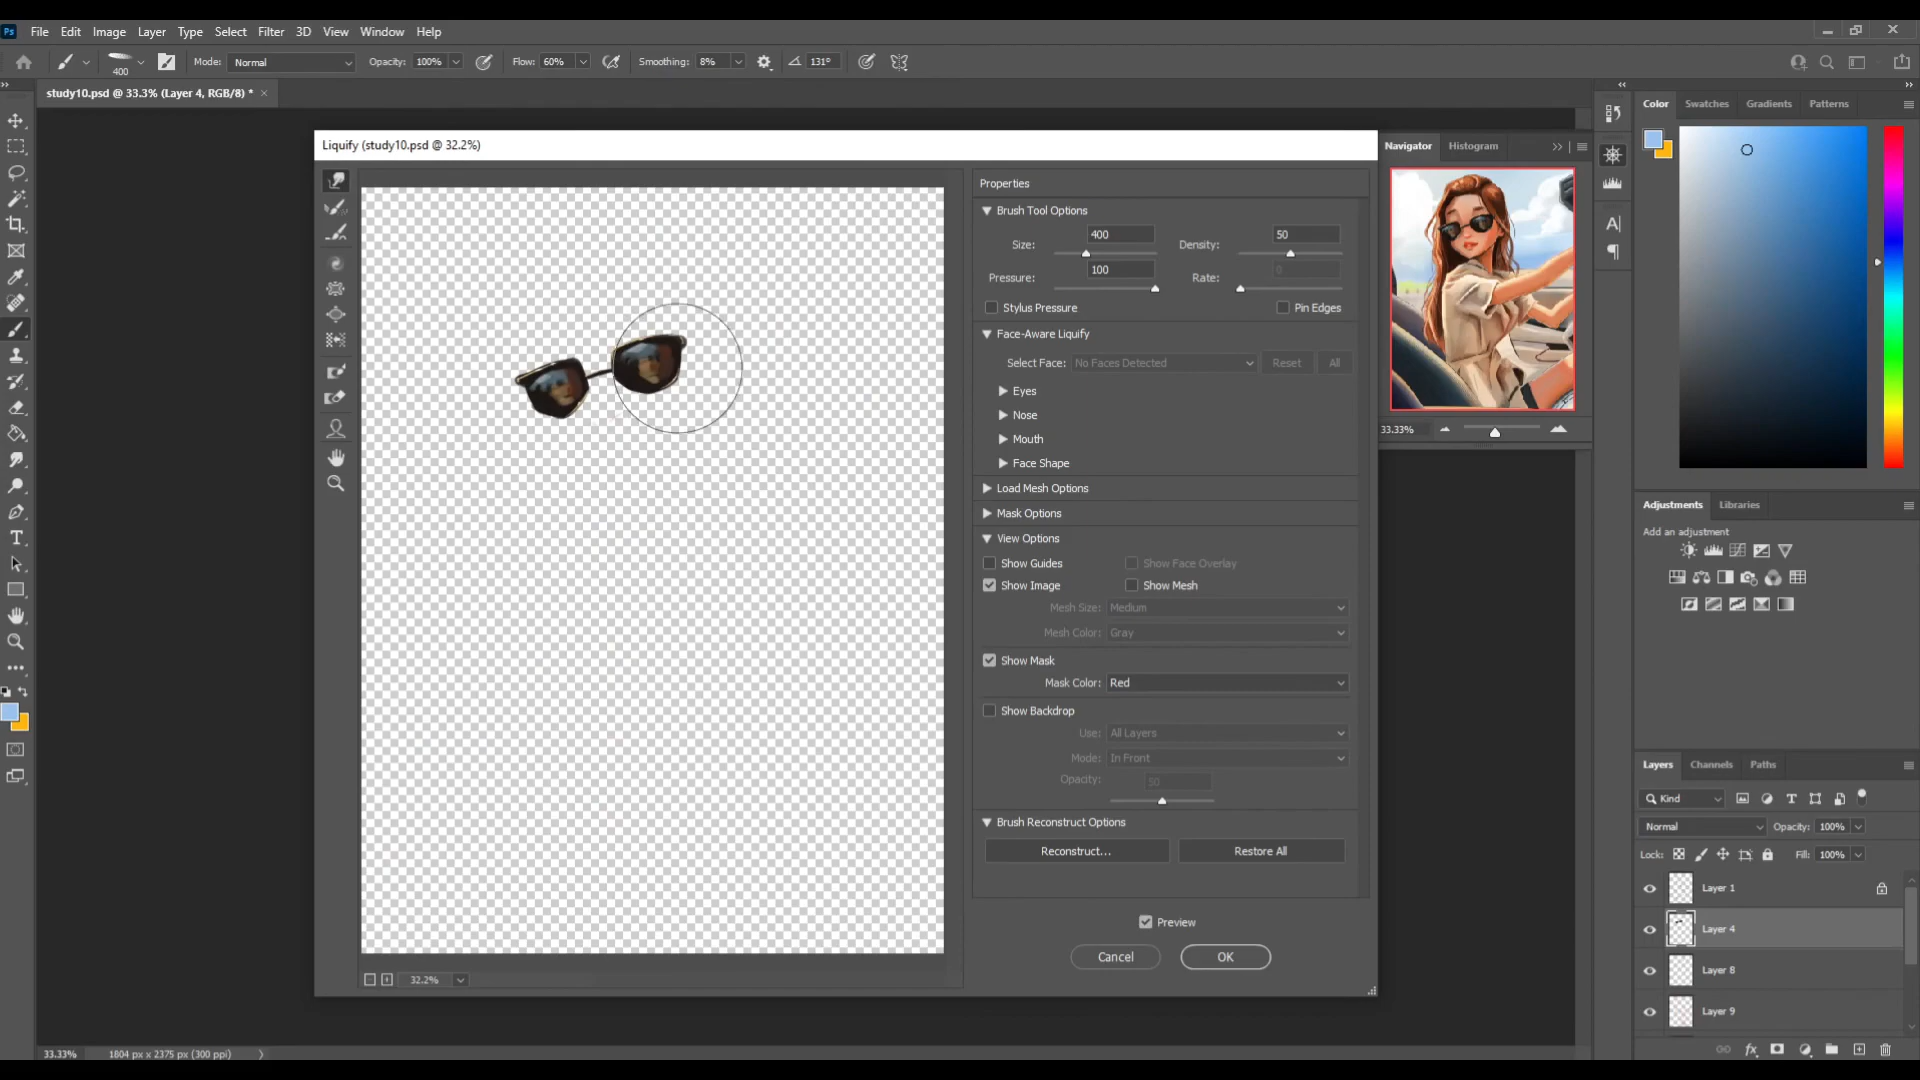 Ps File Edit Image Layer Type Select Filter 3D View Window Help
400 Mode: Normal Opacity: 100% Flow: 60% Smoothing: 8% 131°
study10.psd @ 33.3% (Layer 4, RGB/8) * ×
Color Swatches Gradients Patterns
Liquify (study10.psd @ 32.2%)
Navigator Histogram
Properties
Brush Tool Options
Size: 400 Density: 50
Pressure: 100 Rate: 0
Stylus Pressure Pin Edges
Face-Aware Liquify
Select Face: No Faces Detected Reset All
Eyes
Nose
Mouth
Face Shape
33.33%
Load Mesh Options
Mask Options
View Options
Show Guides Show Face Overlay
Show Image Show Mesh
Mesh Size: Medium
Mesh Color: Gray
Show Mask
Mask Color: Red
Show Backdrop
Use: All Layers
Mode: In Front
Opacity: 50
Brush Reconstruct Options
Reconstruct... Restore All
Preview
Cancel OK
32.2%
Adjustments Libraries
Add an adjustment
Layers Channels Paths
Kind
Normal Opacity: 100%
Lock: Fill: 100%
Layer 1
Layer 4
Layer 8
Layer 9
33.33% 1804 px x 2375 px (300 ppi)